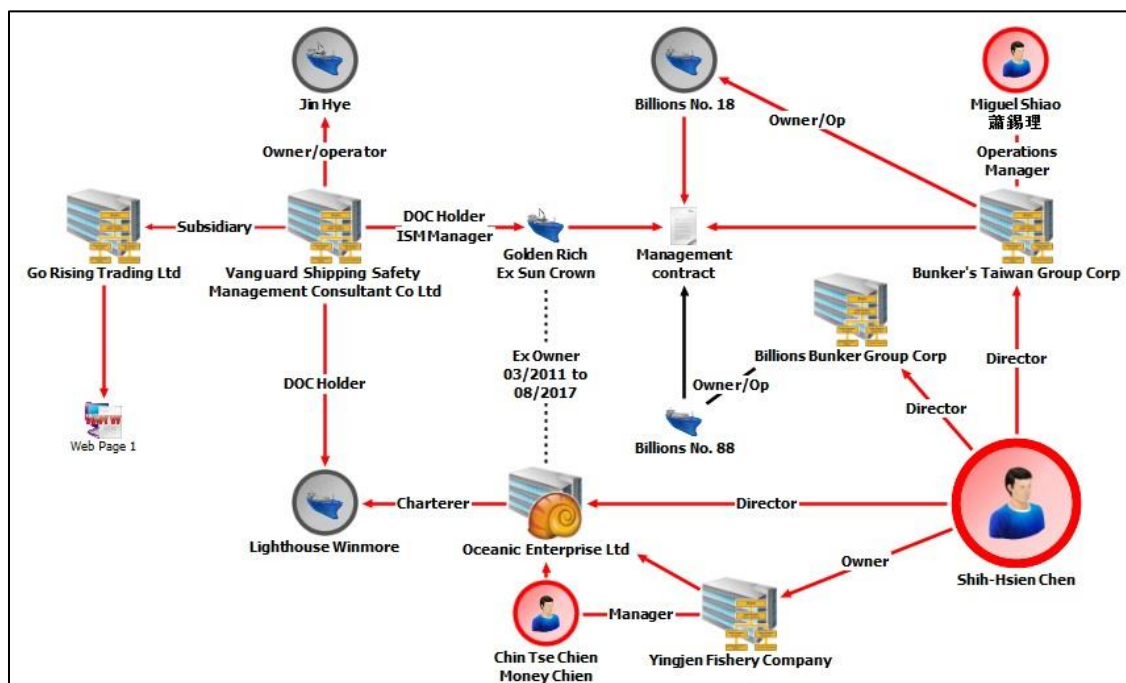 Jin Hye
Billions No. 18
Miguel Shiao
蕭錫理
Owner/Op
Owner/operator
Operations
Manager
Subsidiary
DOC Holder
ISM Manager
Go Rising Trading Ltd
Vanguard Shipping Safety
Management Consultant Co Ltd
Golden Rich
Ex Sun Crown
Management
contract
Bunker's Taiwan Group Corp
Billions Bunker Group Corp
Ex Owner
03/2011 to
08/2017
DOC Holder
Owner/Op
Director
Director
WWW
Web Page 1
Billions No. 88
Charterer
Director
Lighthouse Winmore
Oceanic Enterprise Ltd
Owner
Shih-Hsien Chen
Manager
Chin Tse Chien
Money Chien
Yingjen Fishery Company